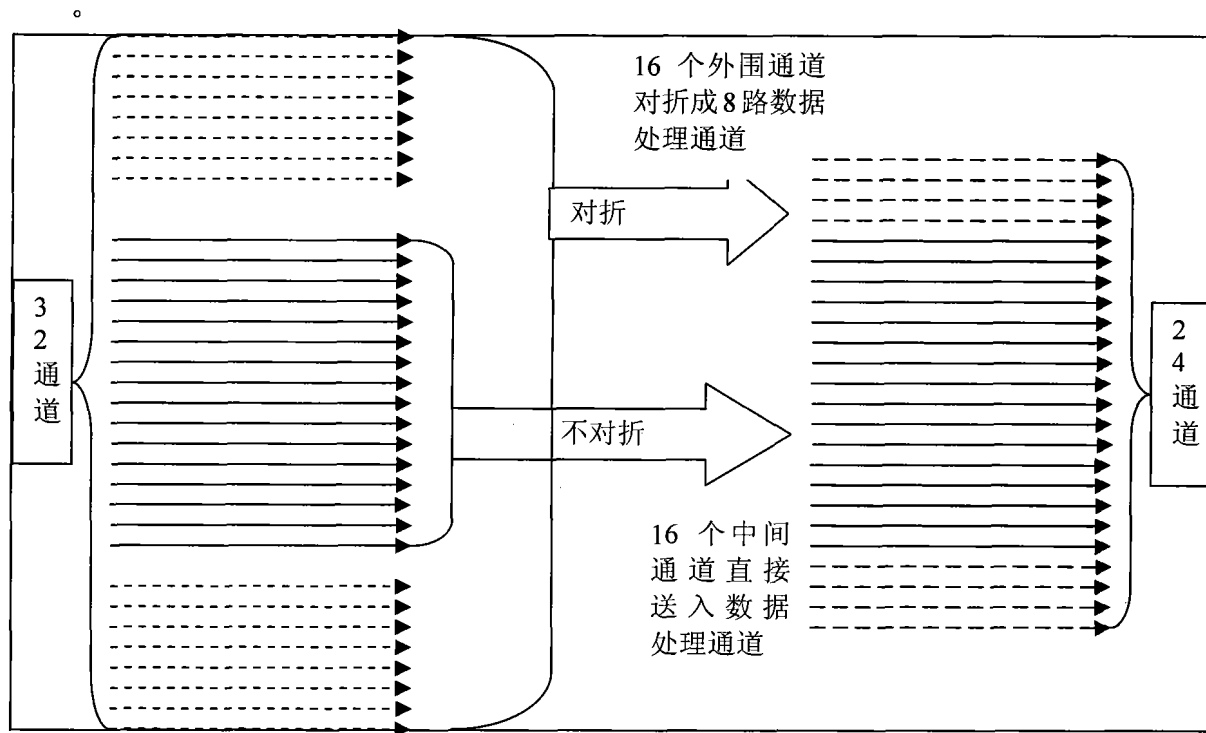 。
16 个外围通道
对折成8路数据
处理通道
对折
3
2
通
道
2
4
通
道
不对折
16 个中间
通道直接
送入数据
处理通道